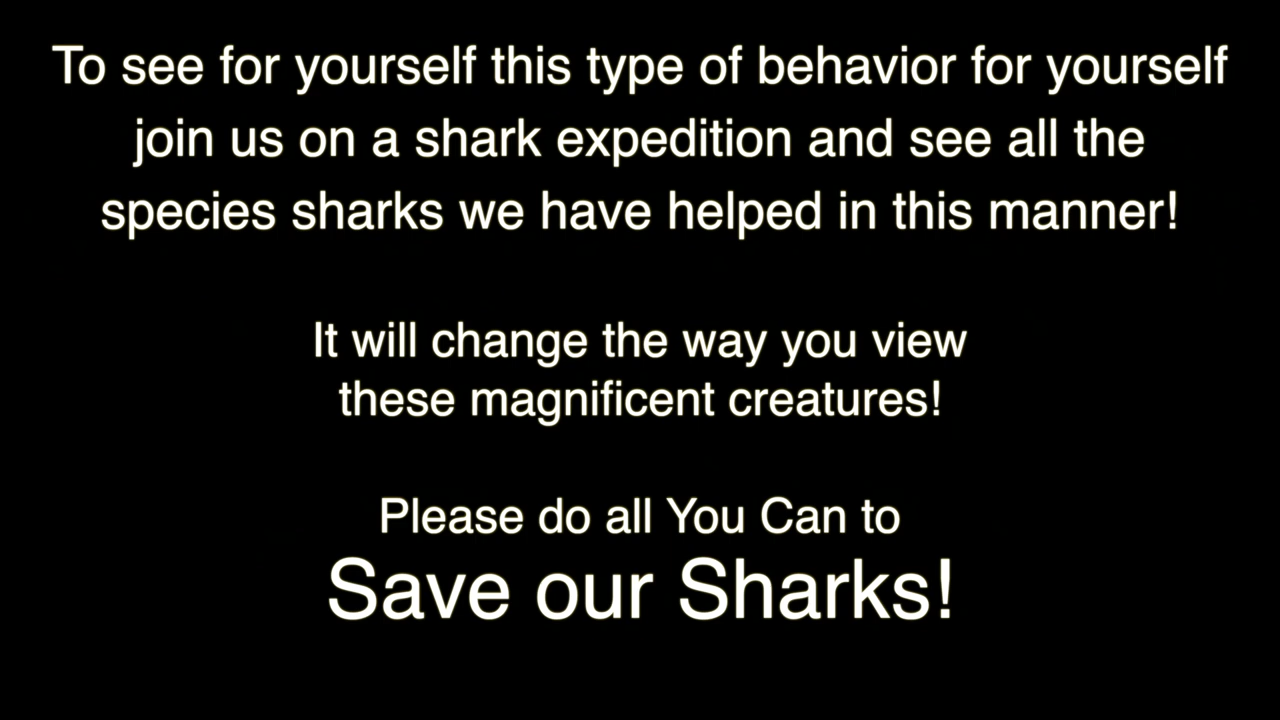 To see for yourself this type of behavior for yourself
join us on a shark expedition and see all the
species sharks we have helped in this manner!
It will change the way you view
these magnificent creatures!
Please do all You Can to
Save our Sharks!